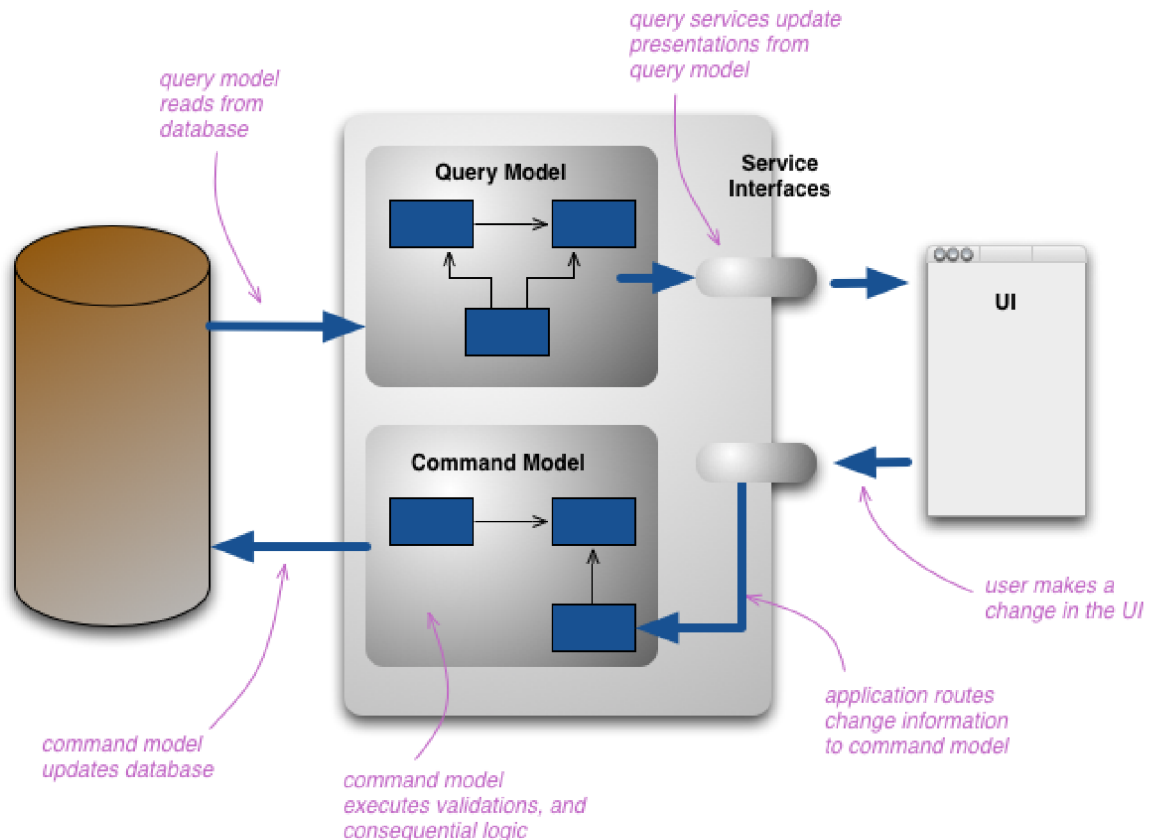 query services update
presentations from
query model
query model
reads from
database
Query Model
Service
Interfaces
UI
Command Model
user makes a
change in the UI
application routes
change information
to command model
command model
updates database
command model
executes validations, and
consequential logic